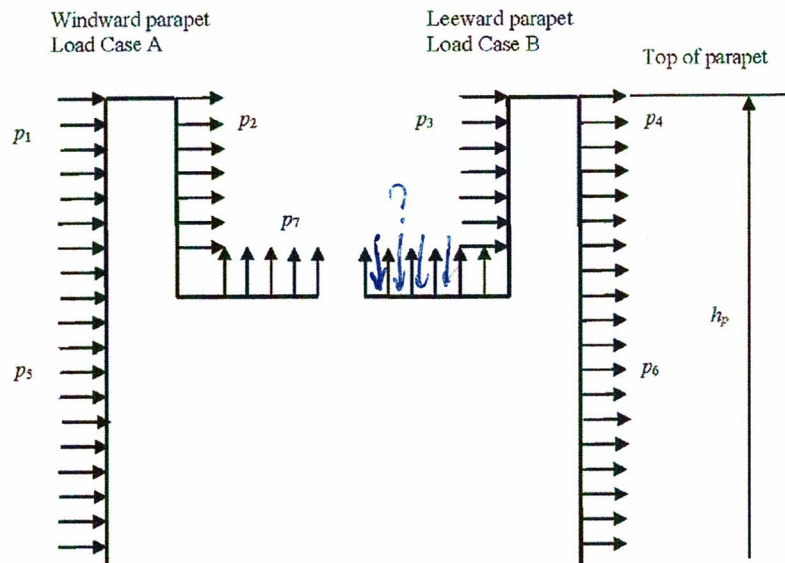 Windward parapet
Load Case A
Leeward parapet
Load Case B
Top of parapet
p1
p2
p3
p4
?
p7
hp
p5
p6